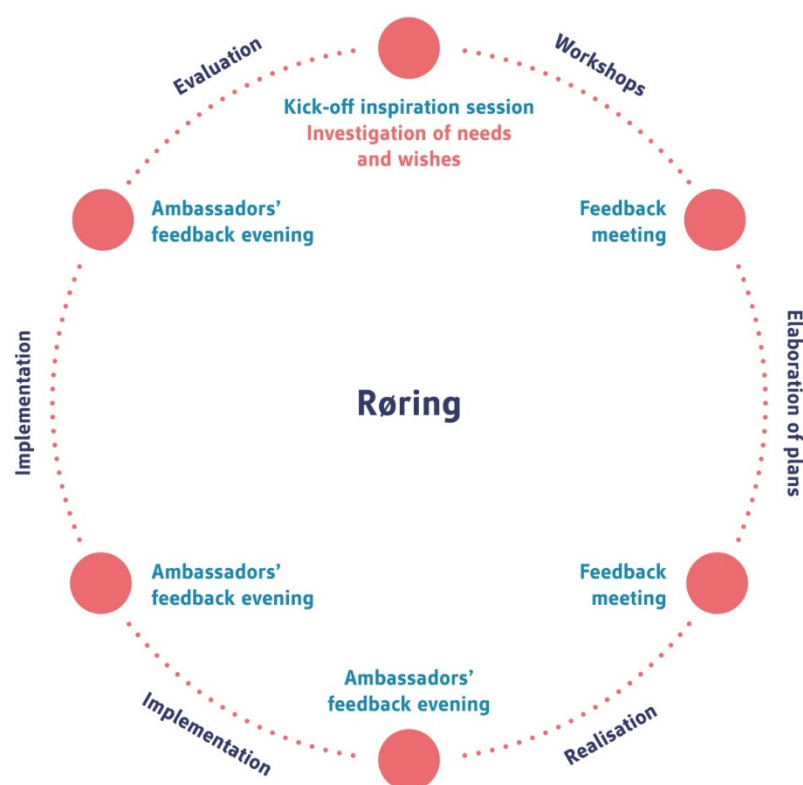 Evaluation
Workshops
Kick-off inspiration session
Investigation of needs
and wishes
Ambassadors'
feedback evening
Feedback
meeting
Implementation
Elaboration of plans
Røring
Ambassadors'
feedback evening
Feedback
meeting
Ambassadors'
feedback evening
Implementation
Realisation